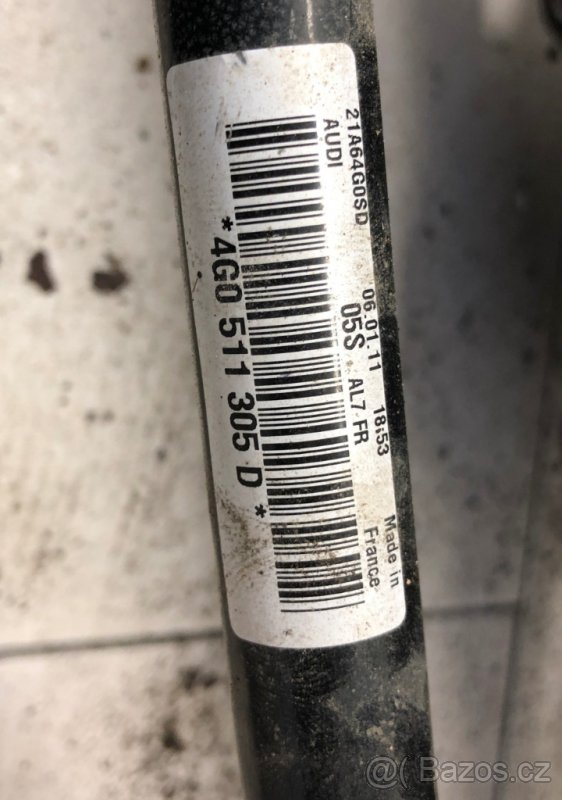 21A64G0SD 06.01.11 18:53 Made in
AUDI 05S AL7-FR France
*4G0 511 305 D *
@ Bazos.cz